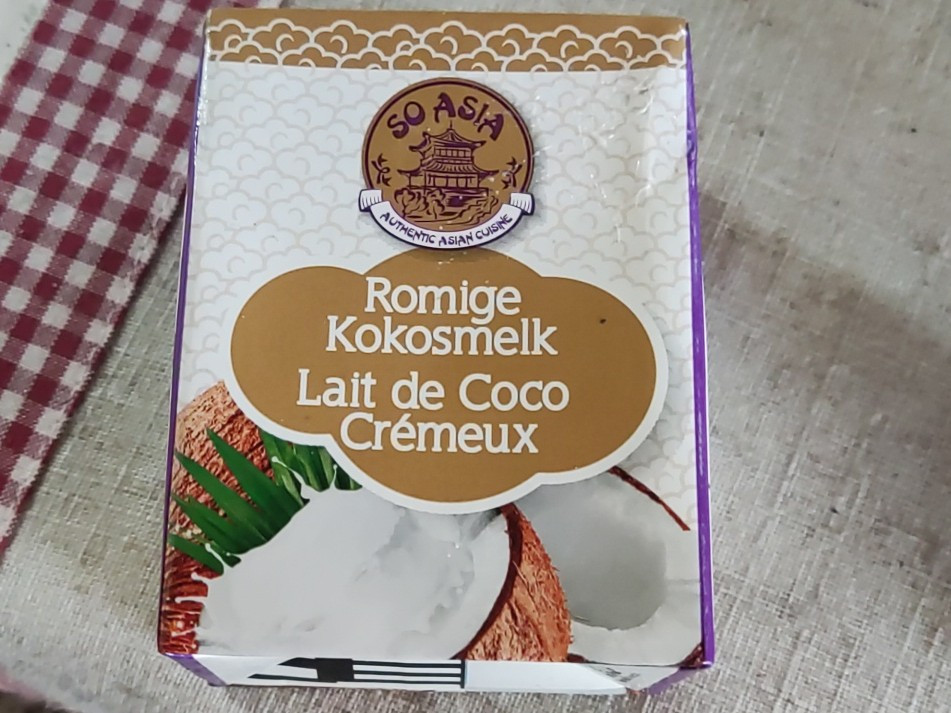 SO ASIA
AUTHENTIC ASIAN CUISINE
Romige
Kokosmelk
Lait de Coco
Crémeux